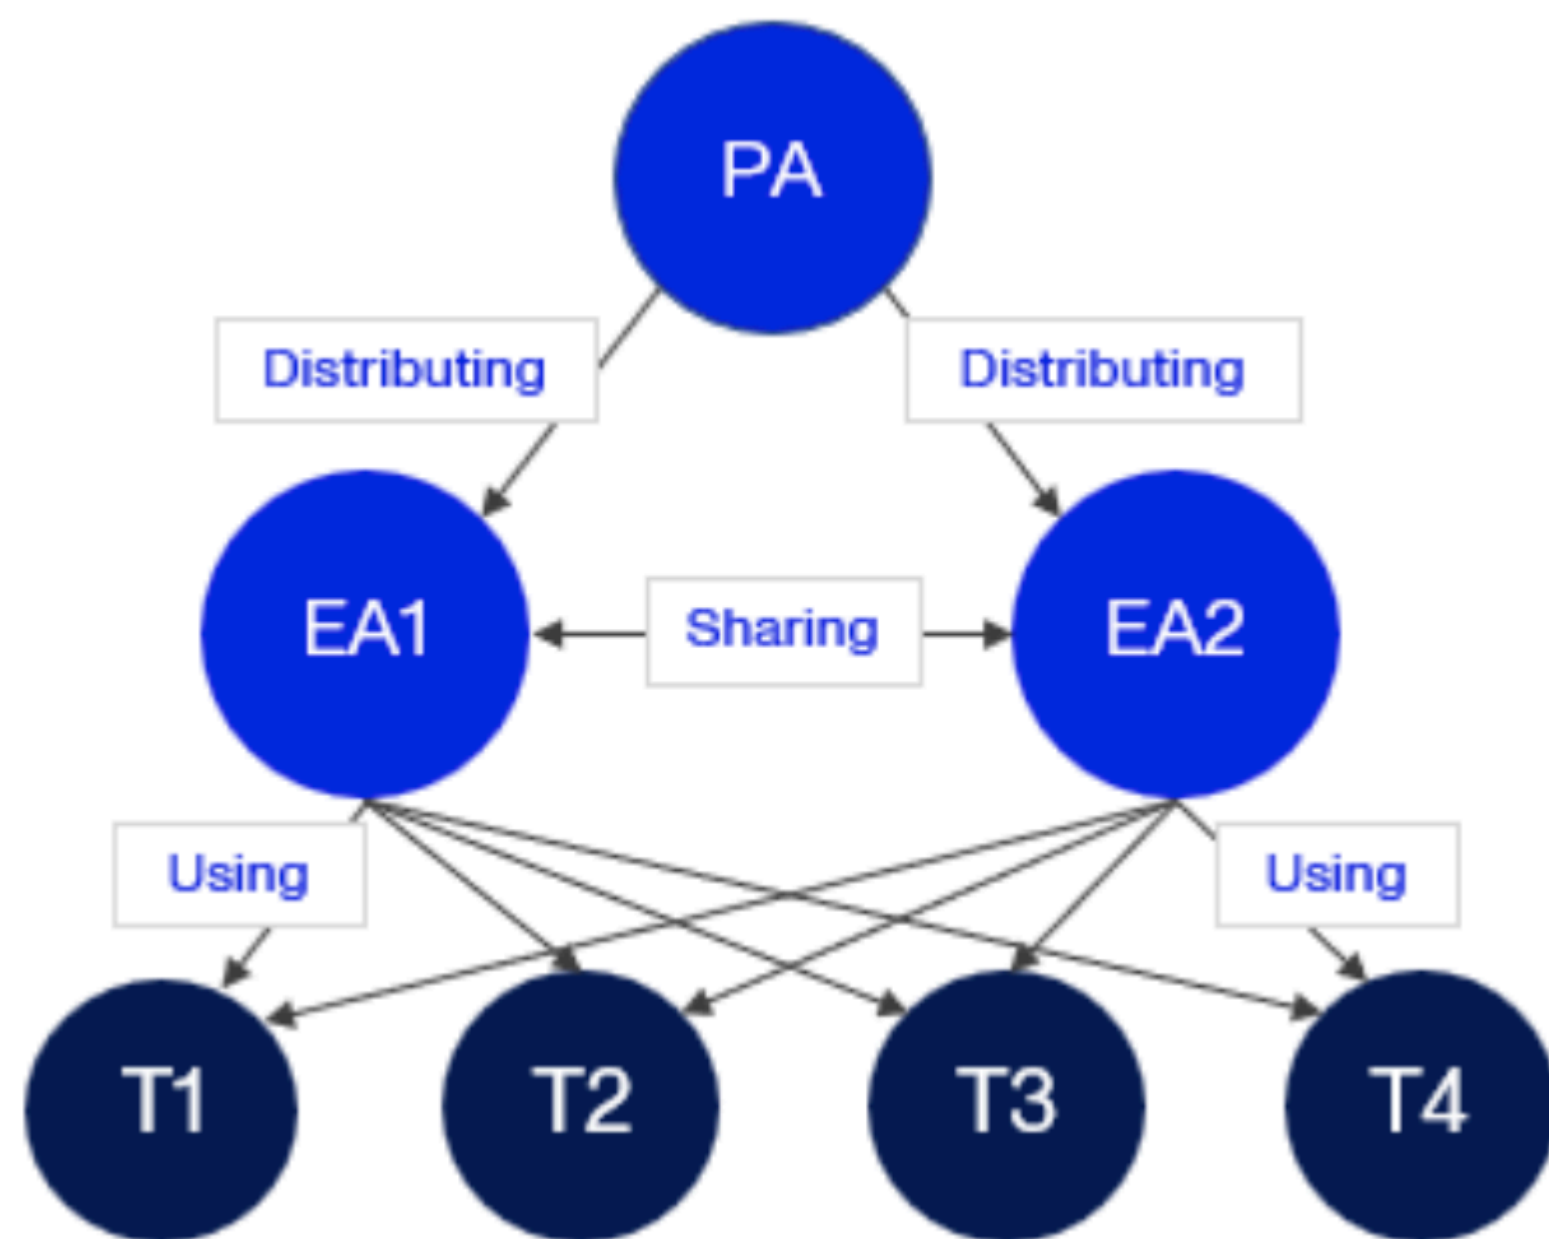 PA
Distributing
Distributing
EA1
Sharing
EA2
Using
Using
T1
T2
T3
T4